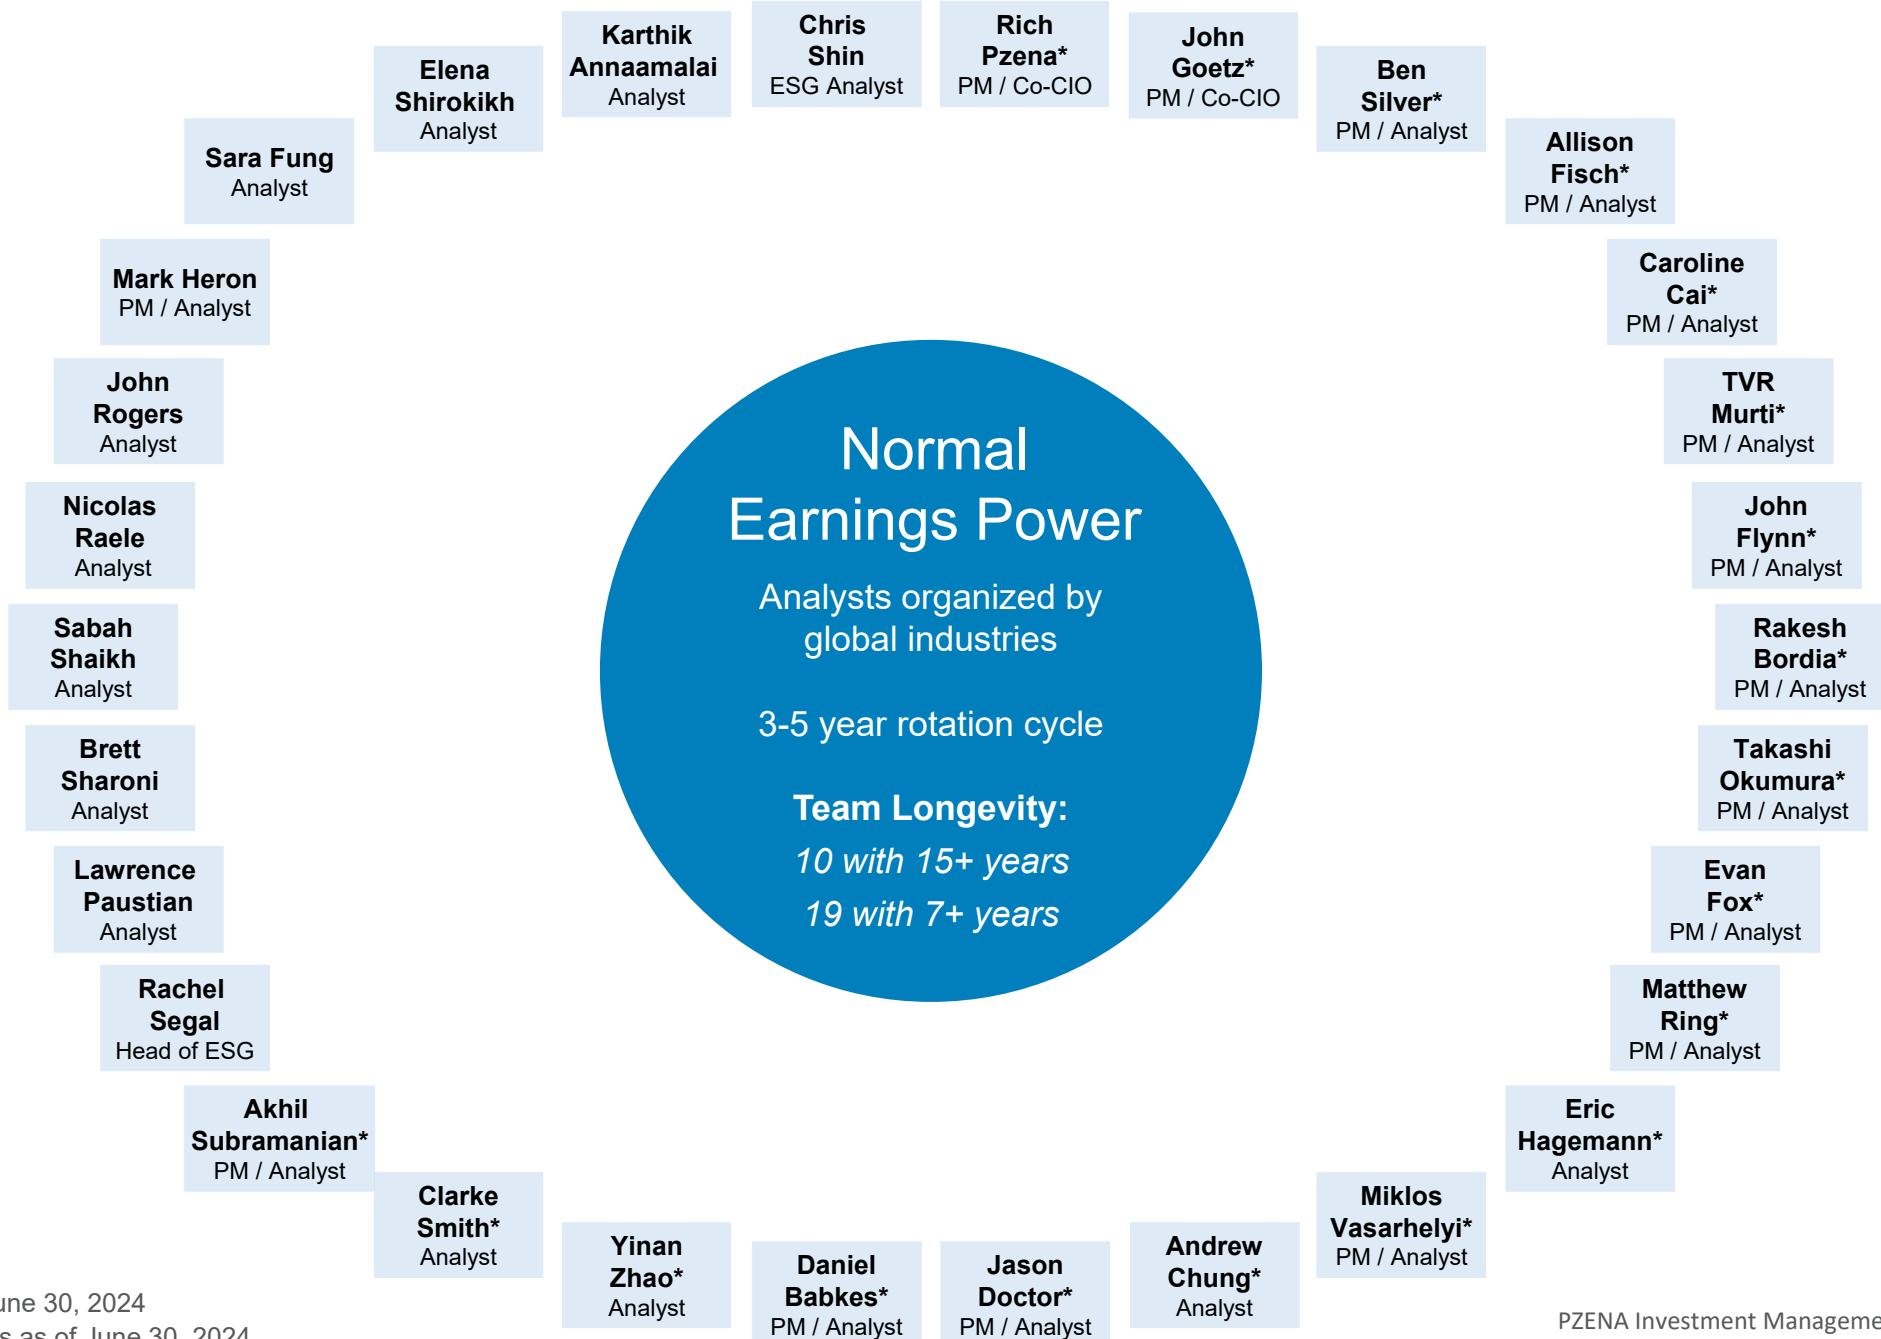 Karthik
Annaamalai
Analyst
Chris
Shin
ESG Analyst
Rich
Pzena*
PM / Co-CIO
John
Goetz*
PM / Co-CIO
Ben
Silver*
PM / Analyst
Allison
Fisch*
PM / Analyst
Caroline
Cai*
PM / Analyst
TVR
Murti*
PM / Analyst
John
Flynn*
PM / Analyst
Rakesh
Bordia*
PM / Analyst
Takashi
Okumura*
PM / Analyst
Evan
Fox*
PM / Analyst
Matthew
Ring*
PM / Analyst
Eric
Hagemann*
Analyst
Miklos
Vasarhelyi*
PM / Analyst
Andrew
Chung*
Analyst
Jason
Doctor*
PM / Analyst
Daniel
Babkes*
PM / Analyst
Yinan
Zhao*
Analyst
Clarke
Smith*
Analyst
Akhil
Subramanian*
PM / Analyst
Rachel
Segal
Head of ESG
Lawrence
Paustian
Analyst
Brett
Sharoni
Analyst
Sabah
Shaikh
Analyst
Nicolas
Raele
Analyst
John
Rogers
Analyst
Mark Heron
PM / Analyst
Sara Fung
Analyst
Elena
Shirokikh
Analyst
Normal
Earnings Power
Analysts organized by
global industries
3-5 year rotation cycle
Team Longevity:
10 with 15+ years
19 with 7+ years
une 30, 2024
s as of June 30, 2024
PZENA Investment Manageme